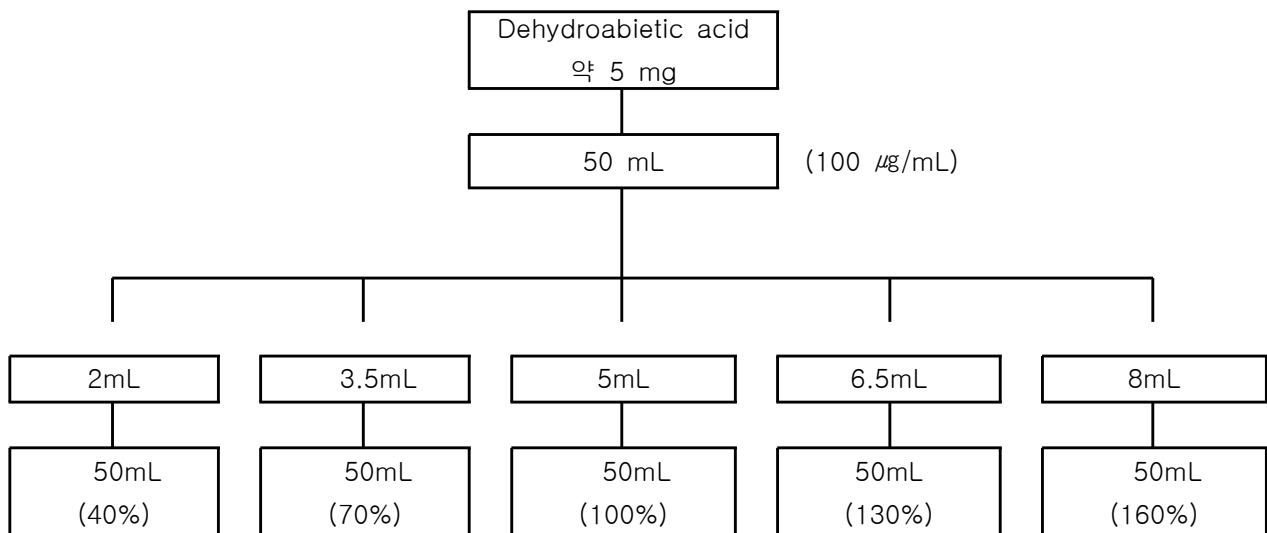 Dehydroabietic acid
약 5 mg
50 mL
(100 ㎍/mL)
2mL
3.5mL
5mL
6.5mL
8mL
50mL
(40%)
50mL
(70%)
50mL
(100%)
50mL
(130%)
50mL
(160%)